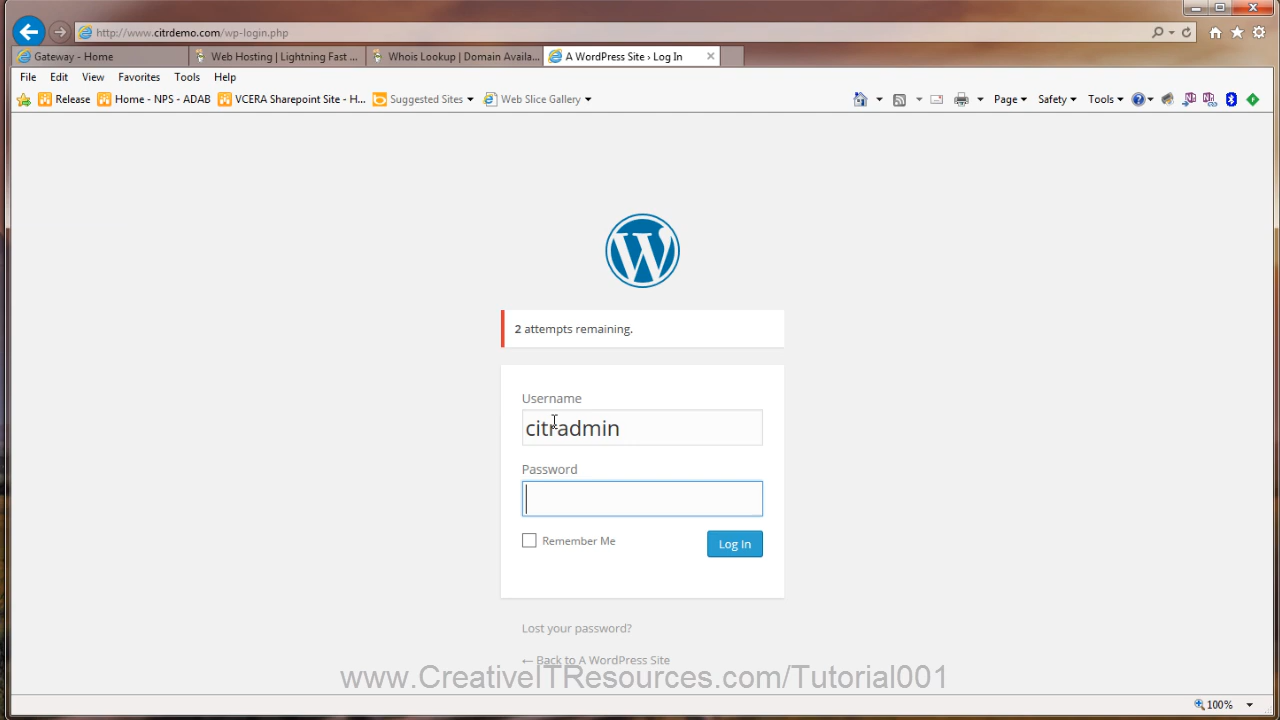 http://www.citrdemo.com/wp-login.php
Gateway - Home
Web Hosting | Lightning Fast ...
Whois Lookup | Domain Availa...
A WordPress Site › Log In
File Edit View Favorites Tools Help
Release
Home - NPS - ADAB
VCERA Sharepoint Site - H...
Suggested Sites
Web Slice Gallery
Page
Safety
Tools
W
2 attempts remaining.
Username
citradmin
Password
Remember Me
Log In
Lost your password?
← Back to A WordPress Site
www.CreativeITResources.com/Tutorial001
100%